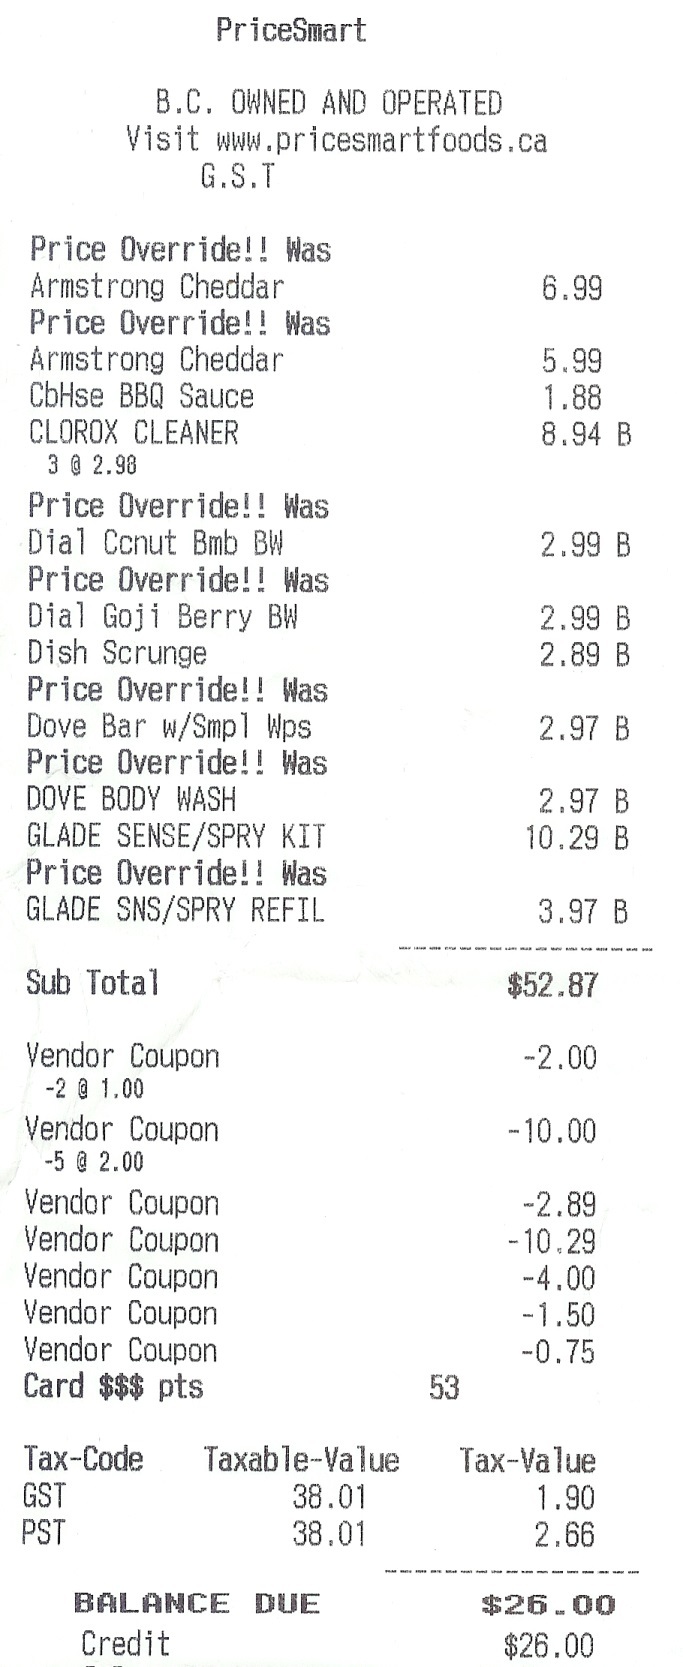 PriceSmart
B.C. OWNED AND OPERATED
Visit www.pricesmartfoods.ca
G.S.T
Price Override!! Was
Armstrong Cheddar 6.99
Price Override!! Was
Armstrong Cheddar 5.99
CbHse BBQ Sauce 1.88
CLOROX CLEANER 8.94 B
3 @ 2.98
Price Override!! Was
Dial Ccnut Bmb BW 2.99 B
Price Override!! Was
Dial Goji Berry BW 2.99 B
Dish Scrunge 2.89 B
Price Override!! Was
Dove Bar w/Smpl Wps 2.97 B
Price Override!! Was
DOVE BODY WASH 2.97 B
GLADE SENSE/SPRY KIT 10.29 B
Price Override!! Was
GLADE SNS/SPRY REFIL 3.97 B
Sub Total $52.87
Vendor Coupon -2.00
-2 @ 1.00
Vendor Coupon -10.00
-5 @ 2.00
Vendor Coupon -2.89
Vendor Coupon -10.29
Vendor Coupon -4.00
Vendor Coupon -1.50
Vendor Coupon -0.75
Card $$$ pts 53
Tax-Code Taxable-Value Tax-Value
GST 38.01 1.90
PST 38.01 2.66
BALANCE DUE $26.00
Credit $26.00